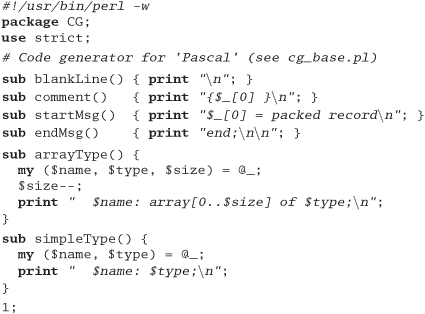 #!/usr/bin/perl -w
package CG;
use strict;
# Code generator for 'Pascal' (see cg_base.pl)
sub blankLine() { print "\n"; }
sub comment()   { print "{$_[0] }\n"; }
sub startMsg()  { print "$_[0] = packed record\n"; }
sub endMsg()    { print "end;\n\n"; }
sub arrayType() {
  my ($name, $type, $size) = @_;
  $size--;
  print "  $name: array[0..$size] of $type;\n";
}
sub simpleType() {
  my ($name, $type) = @_;
  print "  $name: $type;\n";
}
1;